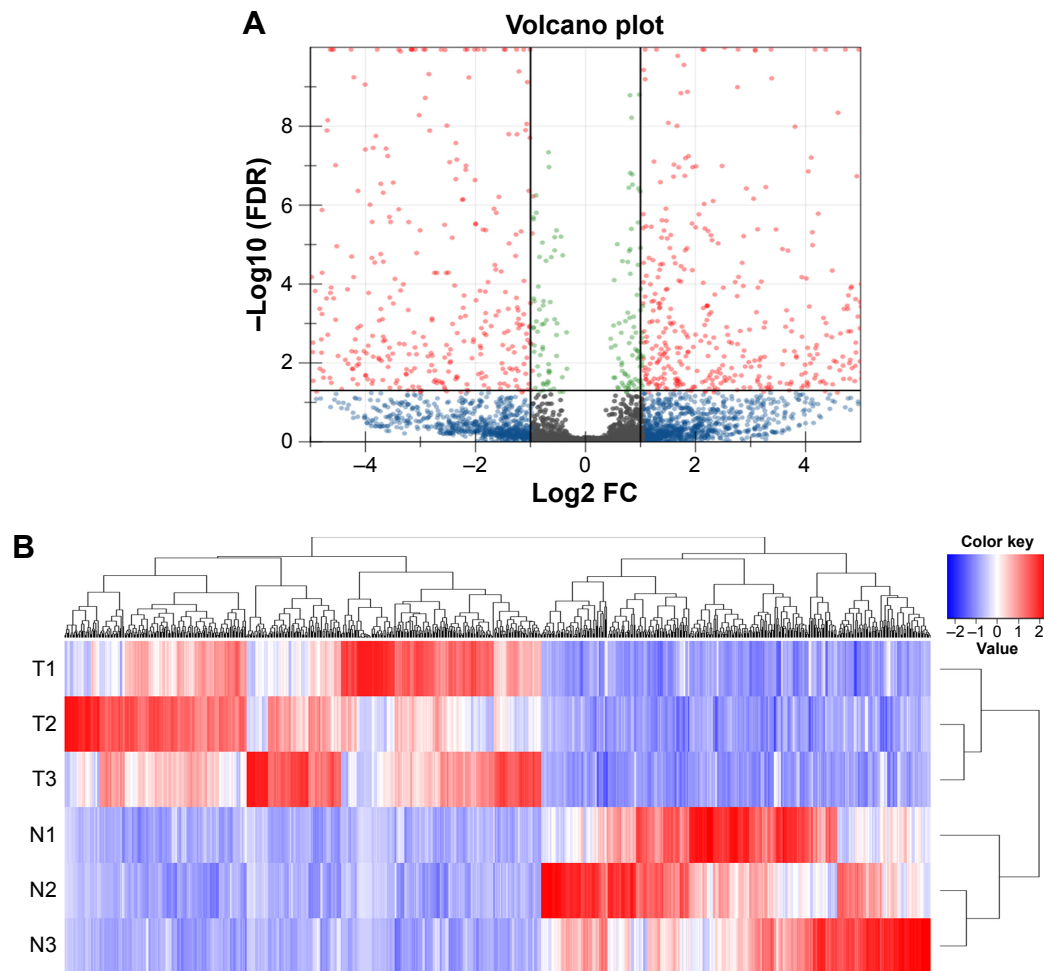 A
Volcano plot
8
6
4
2
0
–Log10 (FDR)
–4
–2
0
2
4
Log2 FC
B
Color key
–2 –1 0 1 2
Value
T1
T2
T3
N1
N2
N3